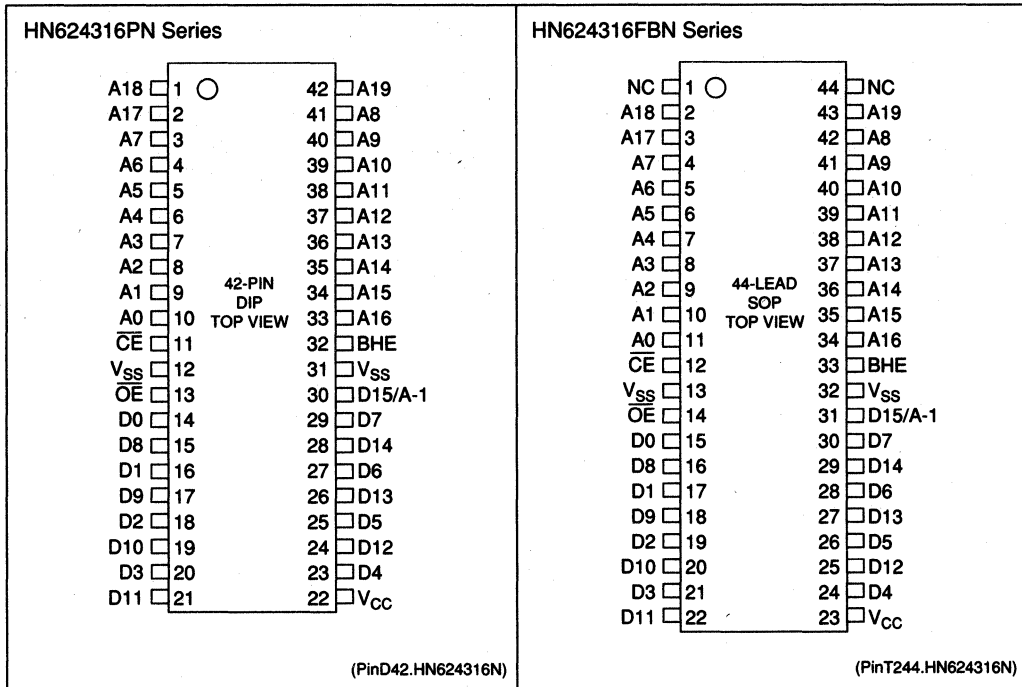 HN624316PN Series
A18 1 42 A19
A17 2 41 A8
A7 3 40 A9
A6 4 39 A10
A5 5 38 A11
A4 6 37 A12
A3 7 36 A13
A2 8 35 A14
A1 9 34 A15
A0 10 33 A16
C̅E̅ 11 32 BHE
VSS 12 31 VSS
O̅E̅ 13 30 D15/A-1
D0 14 29 D7
D8 15 28 D14
D1 16 27 D6
D9 17 26 D13
D2 18 25 D5
D10 19 24 D12
D3 20 23 D4
D11 21 22 VCC
42-PIN
DIP
TOP VIEW
(PinD42.HN624316N)
HN624316FBN Series
NC 1 44 NC
A18 2 43 A19
A17 3 42 A8
A7 4 41 A9
A6 5 40 A10
A5 6 39 A11
A4 7 38 A12
A3 8 37 A13
A2 9 36 A14
A1 10 35 A15
A0 11 34 A16
C̅E̅ 12 33 BHE
VSS 13 32 VSS
O̅E̅ 14 31 D15/A-1
D0 15 30 D7
D8 16 29 D14
D1 17 28 D6
D9 18 27 D13
D2 19 26 D5
D10 20 25 D12
D3 21 24 D4
D11 22 23 VCC
44-LEAD
SOP
TOP VIEW
(PinT244.HN624316N)